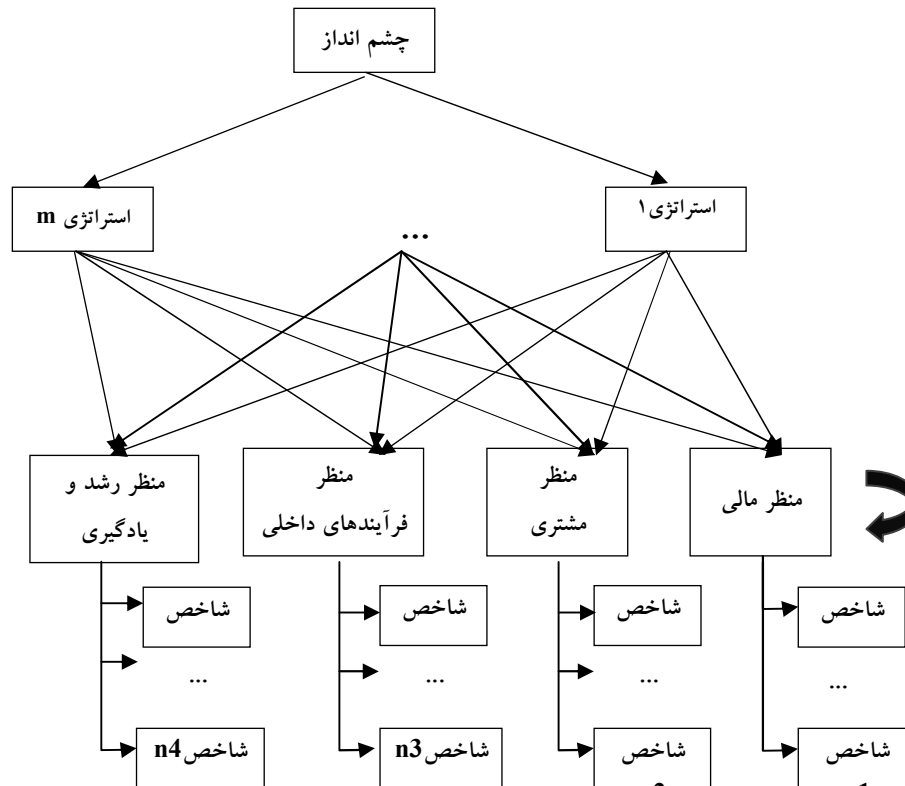 چشم انداز
استراتژی۱
...
استراتژی m
منظر مالی
منظر
مشتری
منظر
فرآیندهای داخلی
منظر رشد و
یادگیری
شاخص
شاخص
شاخص
شاخص
...
...
...
...
شاخص
شاخص
شاخصn3
شاخصn4